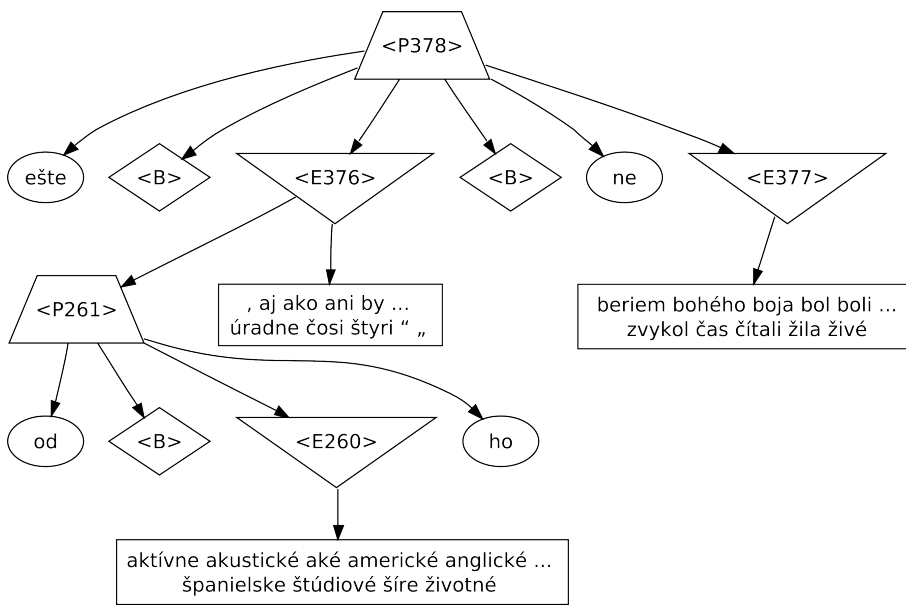 <P378>
ešte
<B>
<E376>
<B>
ne
<E377>
<P261>
, aj ako ani by ...
úradne čosi štyri “ „
beriem bohého boja bol boli ...
zvykol čas čítali žila živé
od
<B>
<E260>
ho
aktívne akustické aké americké anglické ...
španielske štúdiové šíre životné